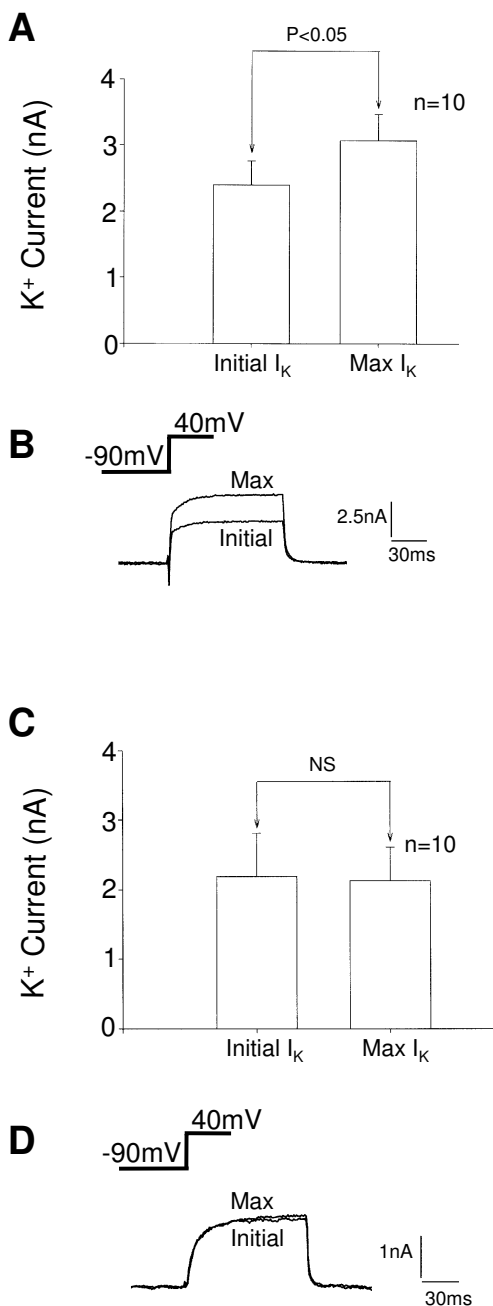 A
P<0.05
n=10
4
3
2
1
0
K⁺ Current (nA)
Initial Iₖ
Max Iₖ
B
-90mV
40mV
Max
Initial
2.5nA
30ms
C
NS
n=10
4
3
2
1
0
K⁺ Current (nA)
Initial Iₖ
Max Iₖ
D
-90mV
40mV
Max
Initial
1nA
30ms